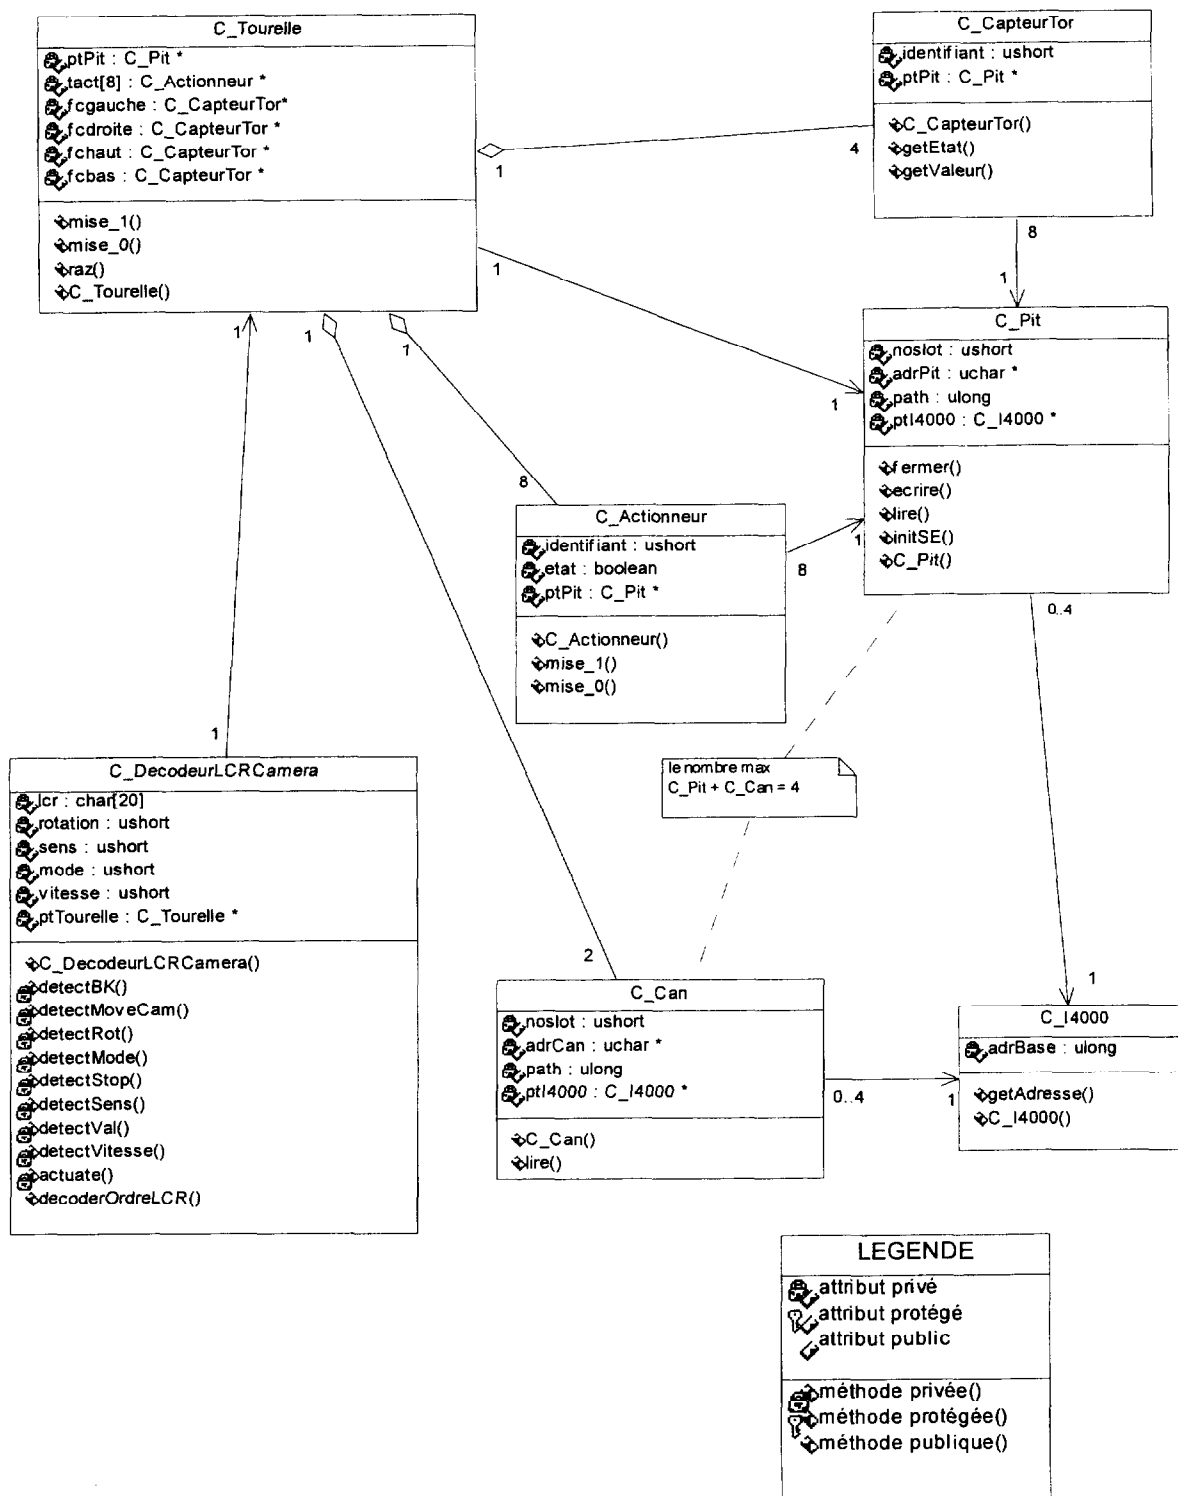 C_Tourelle
ptPit : C_Pit *
tact[8] : C_Actionneur *
fcgauche : C_CapteurTor*
fcdroite : C_CapteurTor *
fchaut : C_CapteurTor *
fcbas : C_CapteurTor *
mise_1()
mise_0()
raz()
C_Tourelle()
C_CapteurTor
identifiant : ushort
ptPit : C_Pit *
C_CapteurTor()
getEtat()
getValeur()
1
4
8
1
1
1
C_Pit
noslot : ushort
adrPit : uchar *
path : ulong
ptI4000 : C_I4000 *
fermer()
ecrire()
lire()
initSE()
C_Pit()
1
1
1
8
C_Actionneur
identifiant : ushort
etat : boolean
ptPit : C_Pit *
C_Actionneur()
mise_1()
mise_0()
8
1
0..4
1
le nombre max
C_Pit + C_Can = 4
C_DecodeurLCRCamera
lcr : char[20]
rotation : ushort
sens : ushort
mode : ushort
vitesse : ushort
ptTourelle : C_Tourelle *
C_DecodeurLCRCamera()
detectBK()
detectMoveCam()
detectRot()
detectMode()
detectStop()
detectSens()
detectVal()
detectVitesse()
actuate()
decoderOrdreLCR()
2
C_Can
noslot : ushort
adrCan : uchar *
path : ulong
ptI4000 : C_I4000 *
C_Can()
lire()
0..4
1
1
C_I4000
adrBase : ulong
getAdresse()
C_I4000()
LEGENDE
attribut privé
attribut protégé
attribut public
méthode privée()
méthode protégée()
méthode publique()